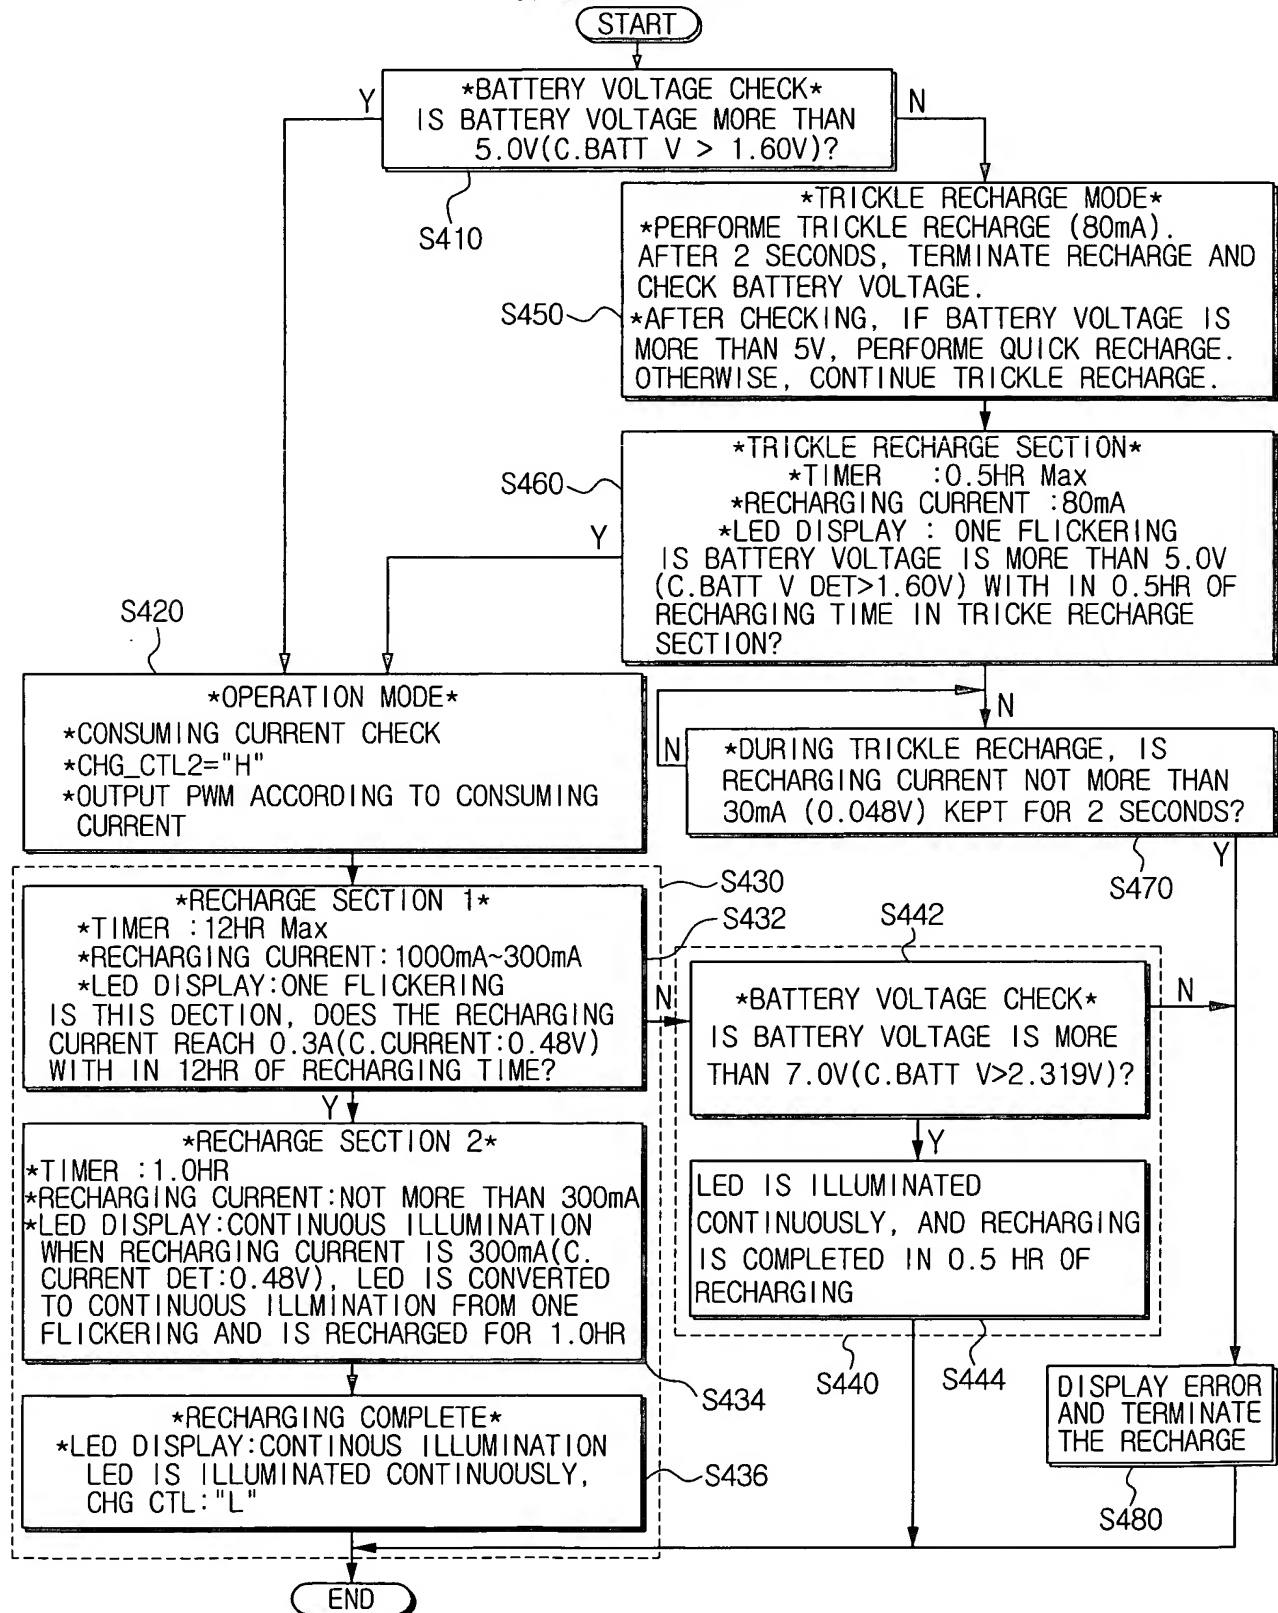 START
*BATTERY VOLTAGE CHECK*
IS BATTERY VOLTAGE MORE THAN
5.0V(C.BATT V > 1.60V)?
Y
N
S410
*TRICKLE RECHARGE MODE*
*PERFORME TRICKLE RECHARGE (80mA).
AFTER 2 SECONDS, TERMINATE RECHARGE AND
CHECK BATTERY VOLTAGE.
*AFTER CHECKING, IF BATTERY VOLTAGE IS
MORE THAN 5V, PERFORME QUICK RECHARGE.
OTHERWISE, CONTINUE TRICKLE RECHARGE.
S450
*TRICKLE RECHARGE SECTION*
*TIMER :0.5HR Max
*RECHARGING CURRENT :80mA
*LED DISPLAY : ONE FLICKERING
IS BATTERY VOLTAGE IS MORE THAN 5.0V
(C.BATT V DET>1.60V) WITH IN 0.5HR OF
RECHARGING TIME IN TRICKE RECHARGE
SECTION?
S460
Y
N
S420
*OPERATION MODE*
*CONSUMING CURRENT CHECK
*CHG_CTL2="H"
*OUTPUT PWM ACCORDING TO CONSUMING
CURRENT
N
*DURING TRICKLE RECHARGE, IS
RECHARGING CURRENT NOT MORE THAN
30mA (0.048V) KEPT FOR 2 SECONDS?
Y
S470
S430
*RECHARGE SECTION 1*
*TIMER :12HR Max
*RECHARGING CURRENT:1000mA~300mA
*LED DISPLAY:ONE FLICKERING
IS THIS DECTION, DOES THE RECHARGING
CURRENT REACH 0.3A(C.CURRENT:0.48V)
WITH IN 12HR OF RECHARGING TIME?
S432
N
Y
S442
*BATTERY VOLTAGE CHECK*
IS BATTERY VOLTAGE IS MORE
THAN 7.0V(C.BATT V>2.319V)?
N
Y
*RECHARGE SECTION 2*
*TIMER :1.0HR
*RECHARGING CURRENT:NOT MORE THAN 300mA
*LED DISPLAY:CONTINUOUS ILLUMINATION
WHEN RECHARGING CURRENT IS 300mA(C.
CURRENT DET:0.48V), LED IS CONVERTED
TO CONTINUOUS ILLMINATION FROM ONE
FLICKERING AND IS RECHARGED FOR 1.0HR
S434
LED IS ILLUMINATED
CONTINUOUSLY, AND RECHARGING
IS COMPLETED IN 0.5 HR OF
RECHARGING
S440
S444
*RECHARGING COMPLETE*
*LED DISPLAY:CONTINOUS ILLUMINATION
LED IS ILLUMINATED CONTINUOUSLY,
CHG CTL:"L"
S436
DISPLAY ERROR
AND TERMINATE
THE RECHARGE
S480
END